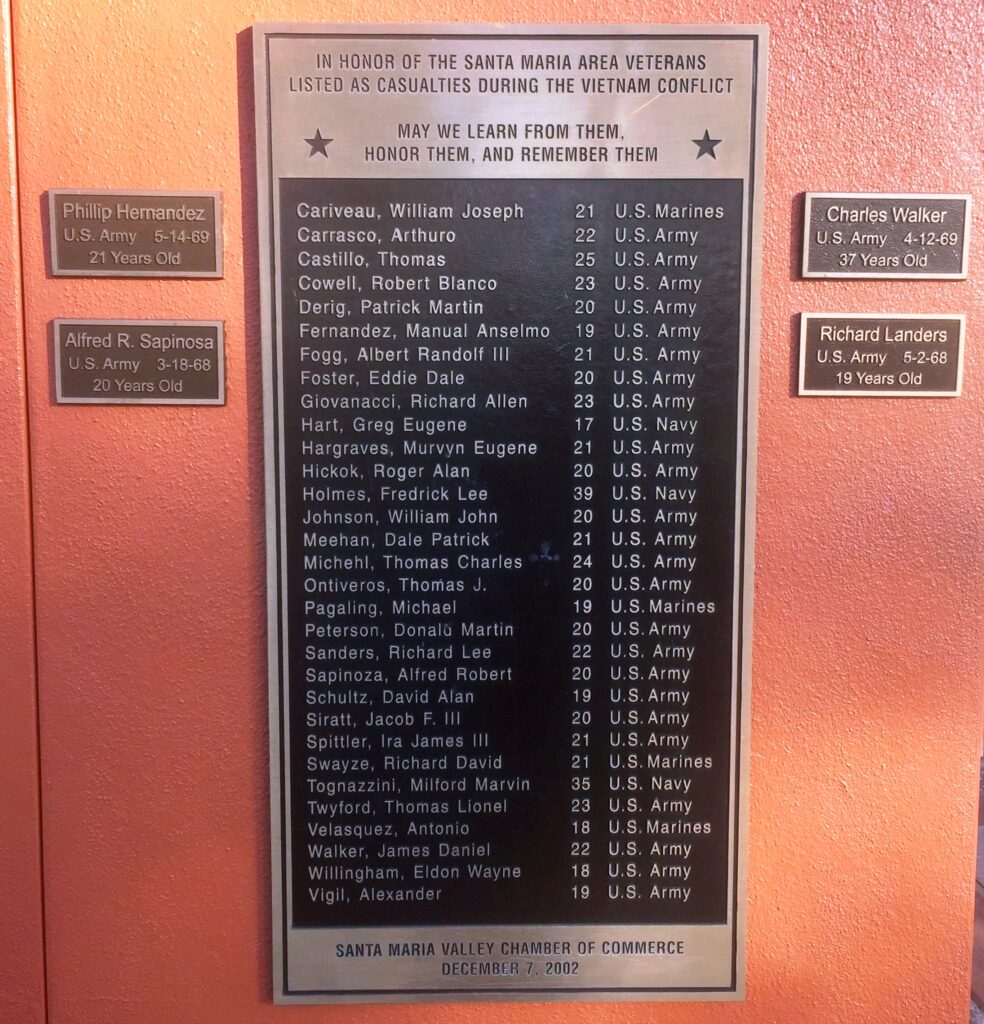 IN HONOR OF THE SANTA MARIA AREA VETERANS
LISTED AS CASUALTIES DURING THE VIETNAM CONFLICT
MAY WE LEARN FROM THEM,
HONOR THEM, AND REMEMBER THEM
Phillip Hernandez
U.S. Army 5-14-69
21 Years Old
Alfred R. Sapinosa
U.S. Army 3-18-68
20 Years Old
Cariveau, William Joseph 21 U.S. Marines
Carrasco, Arthuro 22 U.S. Army
Castillo, Thomas 25 U.S. Army
Cowell, Robert Blanco 23 U.S. Army
Derig, Patrick Martin 20 U.S. Army
Fernandez, Manual Anselmo 19 U.S. Army
Fogg, Albert Randolf III 21 U.S. Army
Foster, Eddie Dale 20 U.S. Army
Giovanacci, Richard Allen 23 U.S. Army
Hart, Greg Eugene 17 U.S. Navy
Hargraves, Murvyn Eugene 21 U.S. Army
Hickok, Roger Alan 20 U.S. Army
Holmes, Fredrick Lee 39 U.S. Navy
Johnson, William John 20 U.S. Army
Meehan, Dale Patrick 21 U.S. Army
Michehl, Thomas Charles 24 U.S. Army
Ontiveros, Thomas J. 20 U.S. Army
Pagaling, Michael 19 U.S. Marines
Peterson, Donald Martin 20 U.S. Army
Sanders, Richard Lee 22 U.S. Army
Sapinoza, Alfred Robert 20 U.S. Army
Schultz, David Alan 19 U.S. Army
Siratt, Jacob F. III 20 U.S. Army
Spittler, Ira James III 21 U.S. Army
Swayze, Richard David 21 U.S. Marines
Tognazzini, Milford Marvin 35 U.S. Navy
Twyford, Thomas Lionel 23 U.S. Army
Velasquez, Antonio 18 U.S. Marines
Walker, James Daniel 22 U.S. Army
Willingham, Eldon Wayne 18 U.S. Army
Vigil, Alexander 19 U.S. Army
SANTA MARIA VALLEY CHAMBER OF COMMERCE
DECEMBER 7, 2002
Charles Walker
U.S. Army 4-12-69
37 Years Old
Richard Landers
U.S. Army 5-2-68
19 Years Old